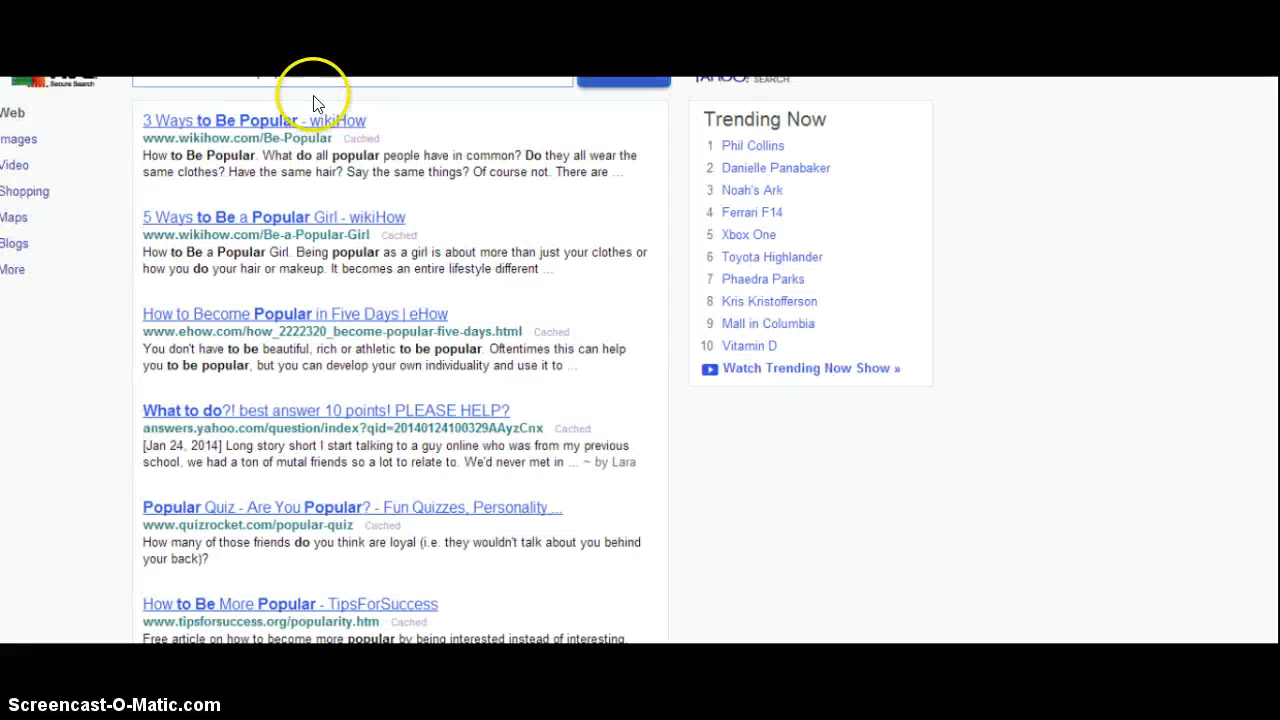 Secure Search
YAHOO! SEARCH
Web
Images
Video
Shopping
Maps
Blogs
More
3 Ways to Be Popular - wikiHow
www.wikihow.com/Be-Popular Cached
How to Be Popular. What do all popular people have in common? Do they all wear the
same clothes? Have the same hair? Say the same things? Of course not. There are ...
5 Ways to Be a Popular Girl - wikiHow
www.wikihow.com/Be-a-Popular-Girl Cached
How to Be a Popular Girl. Being popular as a girl is about more than just your clothes or
how you do your hair or makeup. It becomes an entire lifestyle different ...
How to Become Popular in Five Days | eHow
www.ehow.com/how_2222320_become-popular-five-days.html Cached
You don't have to be beautiful, rich or athletic to be popular. Oftentimes this can help
you to be popular, but you can develop your own individuality and use it to ...
What to do?! best answer 10 points! PLEASE HELP?
answers.yahoo.com/question/index?qid=20140124100329AAyzCnx Cached
[Jan 24, 2014] Long story short I start talking to a guy online who was from my previous
school, we had a ton of mutal friends so a lot to relate to. We'd never met in ... ~ by Lara
Popular Quiz - Are You Popular? - Fun Quizzes, Personality ...
www.quizrocket.com/popular-quiz Cached
How many of those friends do you think are loyal (i.e. they wouldn't talk about you behind
your back)?
How to Be More Popular - TipsForSuccess
www.tipsforsuccess.org/popularity.htm Cached
Free article on how to become more popular by being interested instead of interesting.
Trending Now
1 Phil Collins
2 Danielle Panabaker
3 Noah's Ark
4 Ferrari F14
5 Xbox One
6 Toyota Highlander
7 Phaedra Parks
8 Kris Kristofferson
9 Mall in Columbia
10 Vitamin D
Watch Trending Now Show »
Screencast-O-Matic.com